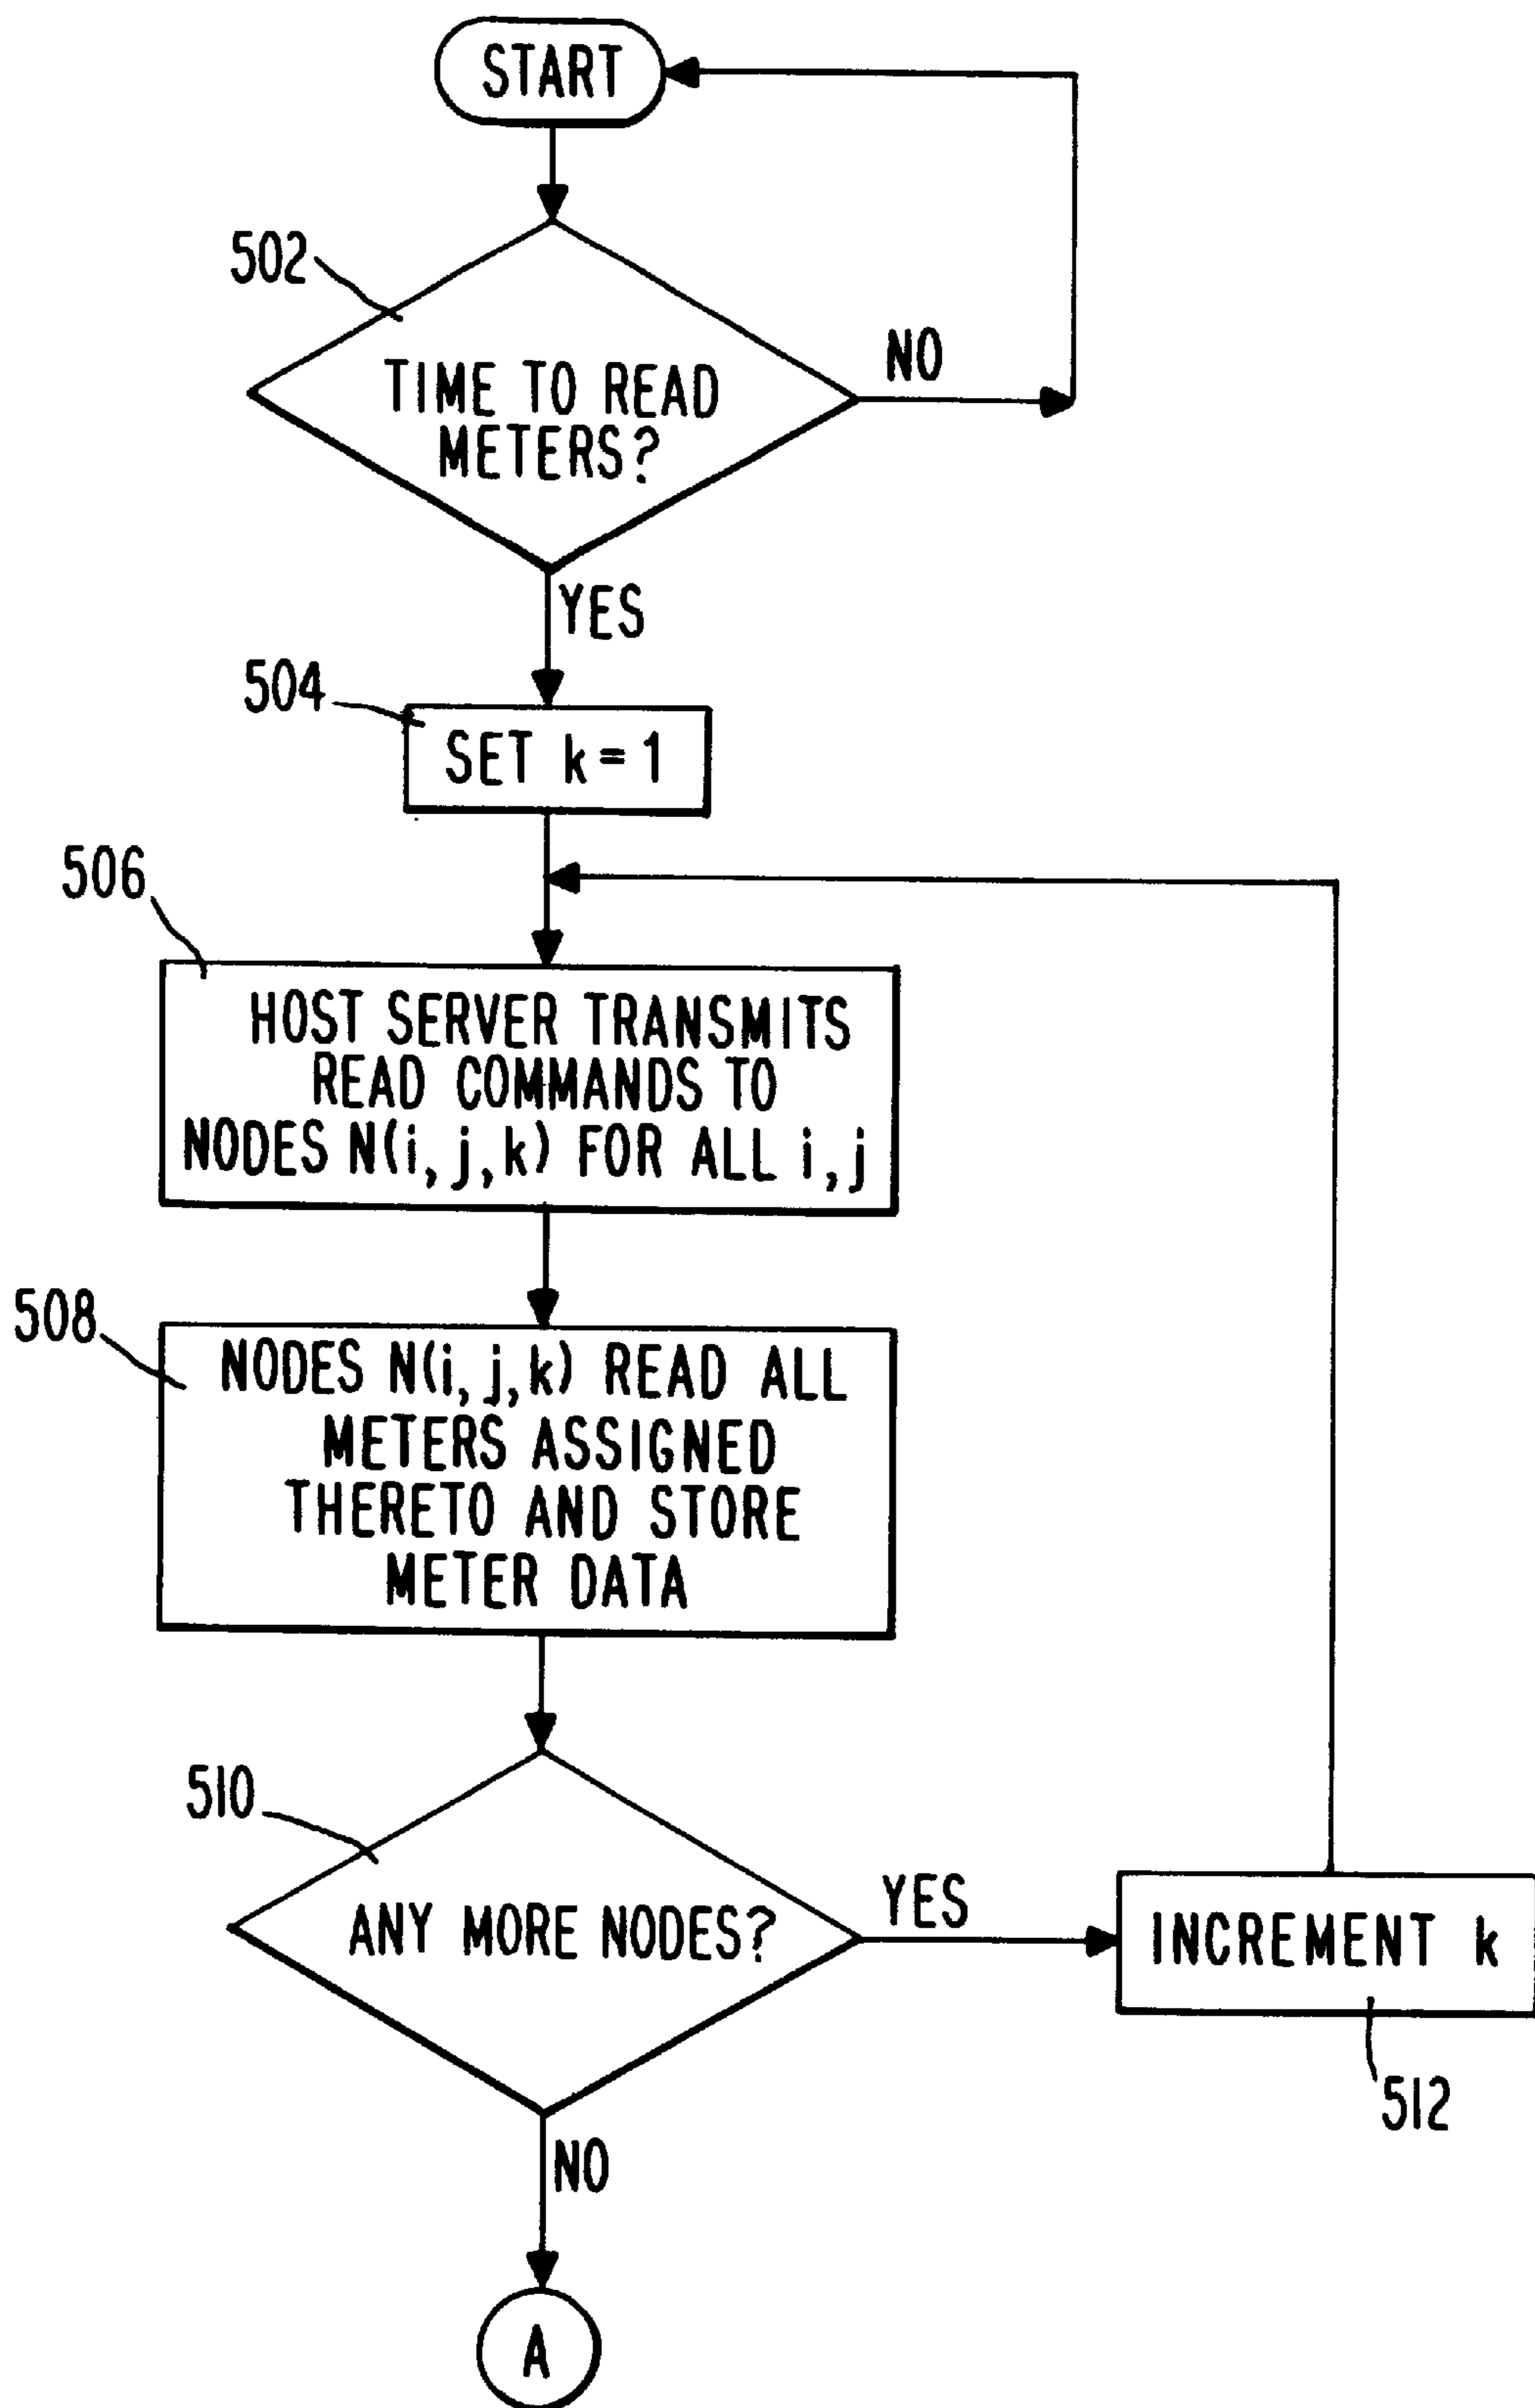 START
502
TIME TO READ
METERS?
NO
YES
504
SET k = 1
506
HOST SERVER TRANSMITS
READ COMMANDS TO
NODES N(i, j, k) FOR ALL i, j
508
NODES N(i, j, k) READ ALL
METERS ASSIGNED
THERETO AND STORE
METER DATA
510
ANY MORE NODES?
YES
INCREMENT k
512
NO
A